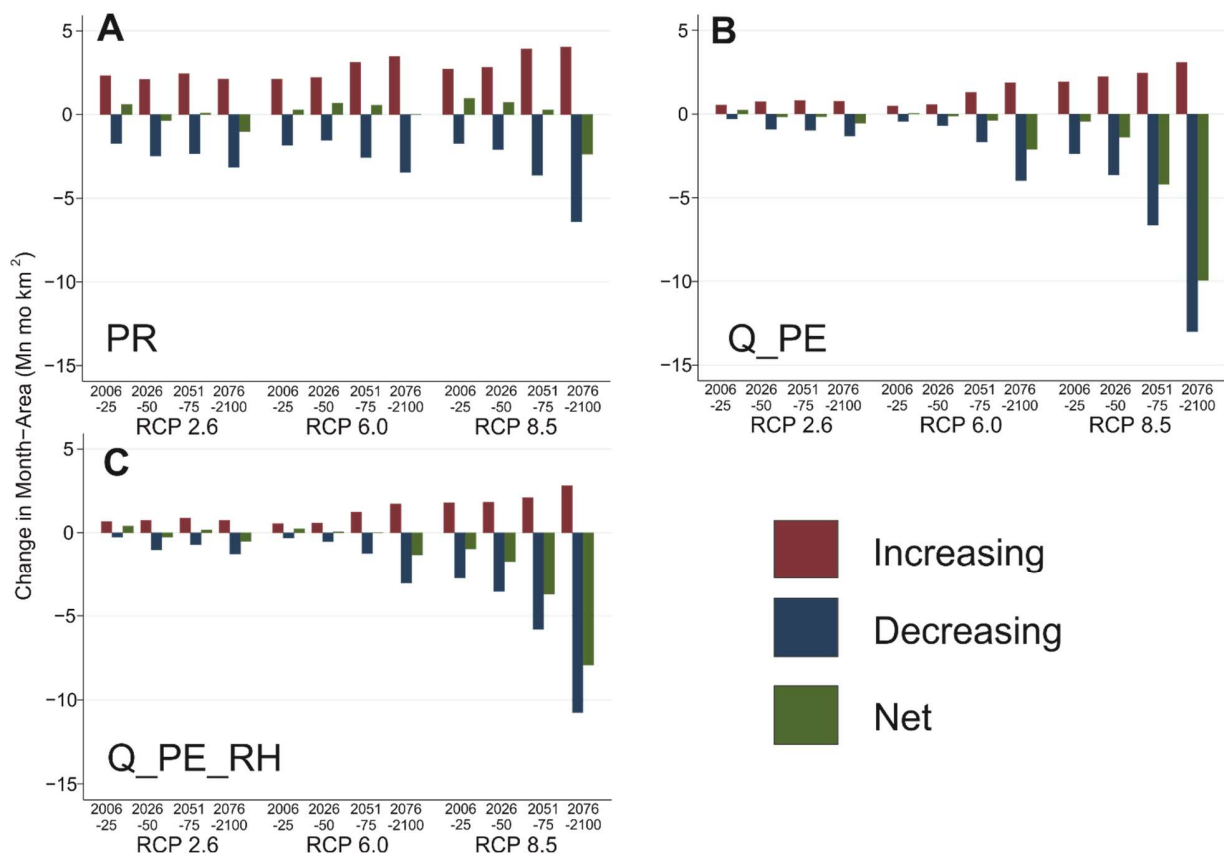 Change in Month-Area (Mn mo km²)
A
5
0
−5
−10
−15
PR
2006 2026 2051 2076 2006 2026 2051 2076 2006 2026 2051 2076
-25 -50 -75 -2100 -25 -50 -75 -2100 -25 -50 -75 -2100
RCP 2.6 RCP 6.0 RCP 8.5
B
5
0
−5
−10
−15
Q_PE
2006 2026 2051 2076 2006 2026 2051 2076 2006 2026 2051 2076
-25 -50 -75 -2100 -25 -50 -75 -2100 -25 -50 -75 -2100
RCP 2.6 RCP 6.0 RCP 8.5
C
5
0
−5
−10
−15
Q_PE_RH
2006 2026 2051 2076 2006 2026 2051 2076 2006 2026 2051 2076
-25 -50 -75 -2100 -25 -50 -75 -2100 -25 -50 -75 -2100
RCP 2.6 RCP 6.0 RCP 8.5
Increasing
Decreasing
Net